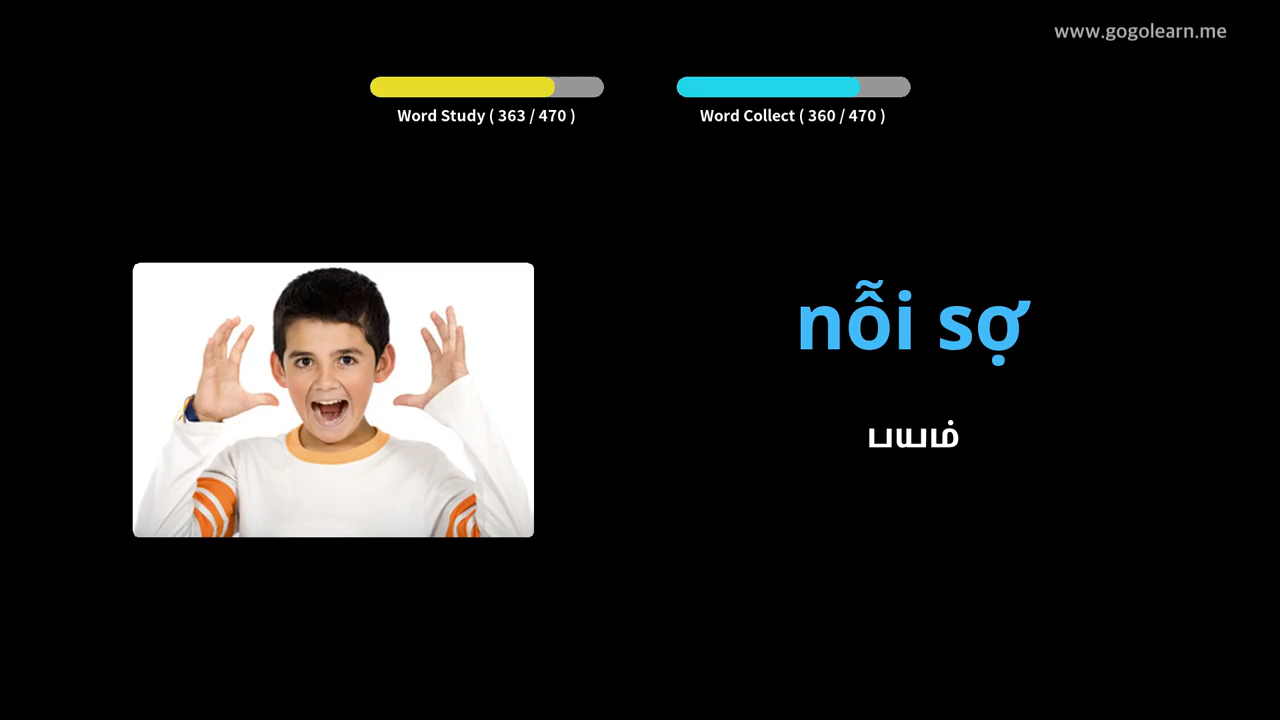 www.gogolearn.me
Word Study ( 363 / 470 )
Word Collect ( 360 / 470 )
nỗi sợ
பயம்